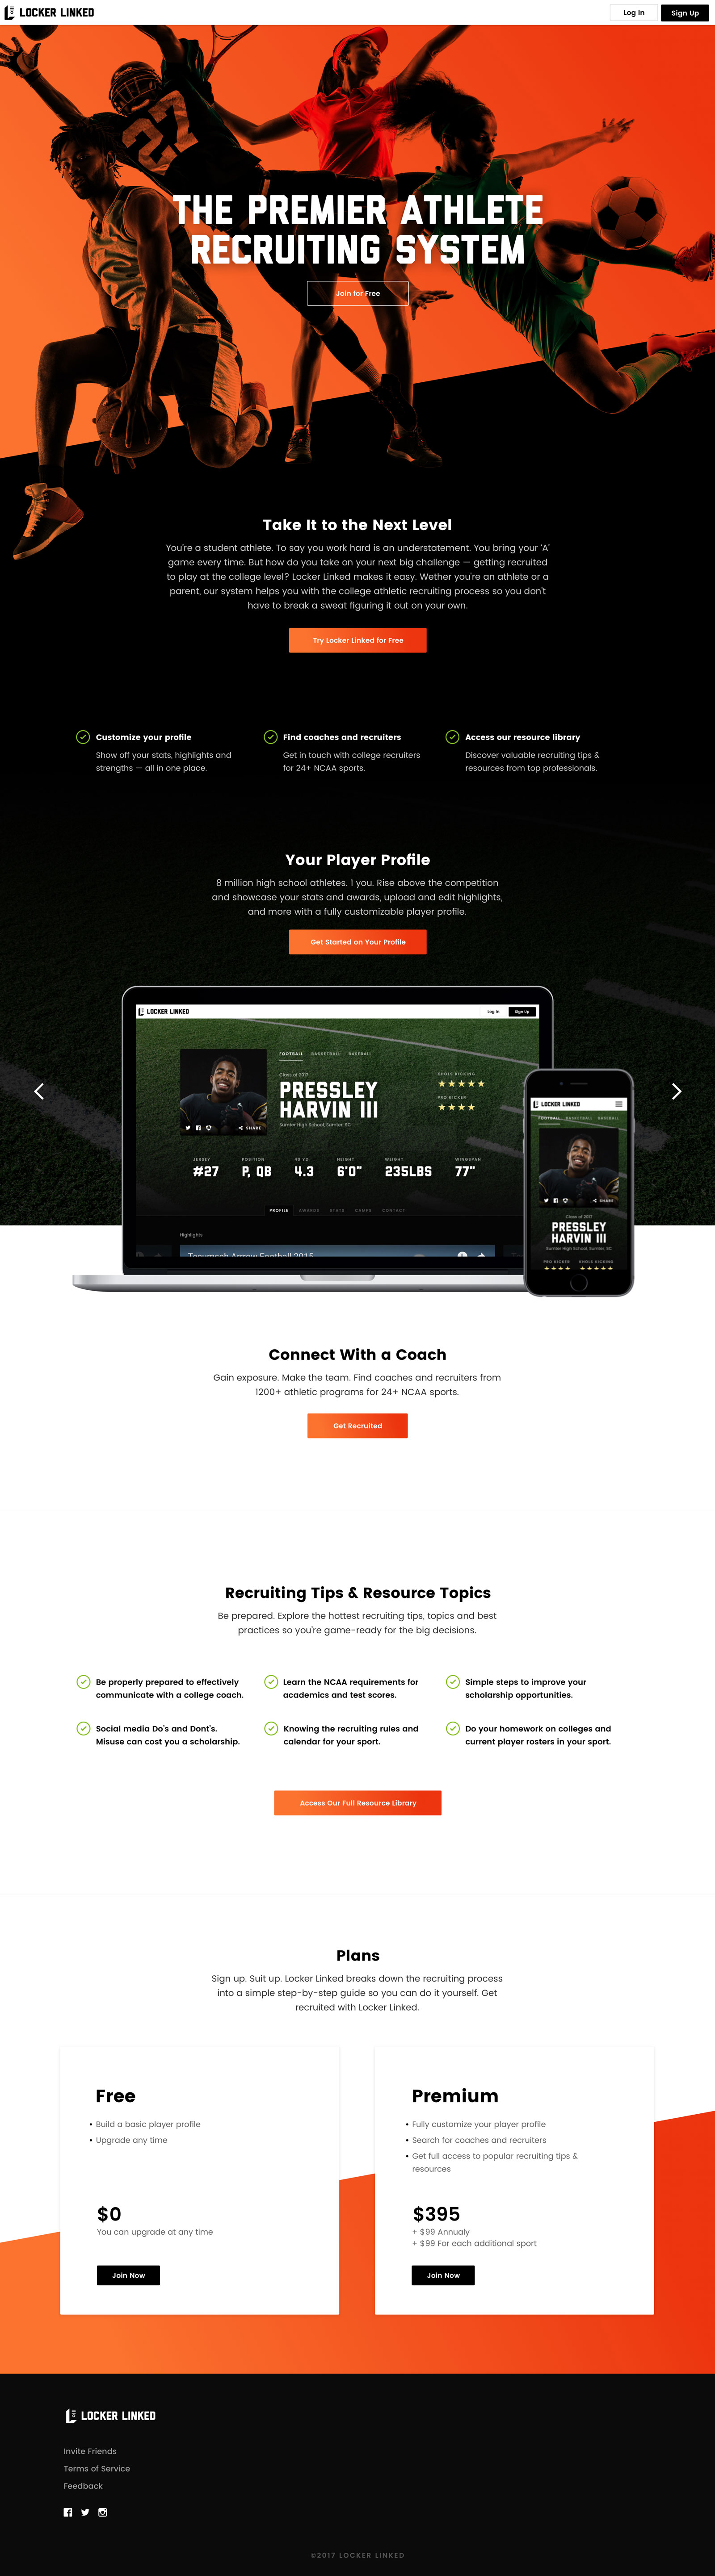 LOCKER LINKED
Log In
Sign Up
THE PREMIER ATHLETE
RECRUITING SYSTEM
Join for Free
Take It to the Next Level
You're a student athlete. To say you work hard is an understatement. You bring your 'A'
game every time. But how do you take on your next big challenge — getting recruited
to play at the college level? Locker Linked makes it easy. Wether you're an athlete or a
parent, our system helps you with the college athletic recruiting process so you don't
have to break a sweat figuring it out on your own.
Try Locker Linked for Free
Customize your profile
Show off your stats, highlights and
strengths — all in one place.
Find coaches and recruiters
Get in touch with college recruiters
for 24+ NCAA sports.
Access our resource library
Discover valuable recruiting tips &
resources from top professionals.
Your Player Profile
8 million high school athletes. 1 you. Rise above the competition
and showcase your stats and awards, upload and edit highlights,
and more with a fully customizable player profile.
Get Started on Your Profile
LOCKER LINKED
Log In
Sign Up
FOOTBALL BASKETBALL BASEBALL
Class of 2017
PRESSLEY
HARVIN III
Sumter High School, Sumter, SC
KHOLS KICKING
PRO KICKER
SHARE
JERSEY
#27
POSITION
P, QB
40 YD
4.3
HEIGHT
6'0"
WEIGHT
235LBS
WINGSPAN
77"
PROFILE AWARDS STATS CAMPS CONTACT
Highlights
Tecumseh Arrow Football 2015
LOCKER LINKED
FOOTBALL BASKETBALL BASEBALL
SHARE
Class of 2017
PRESSLEY
HARVIN III
Sumter High School, Sumter, SC
PRO KICKER KHOLS KICKING
Connect With a Coach
Gain exposure. Make the team. Find coaches and recruiters from
1200+ athletic programs for 24+ NCAA sports.
Get Recruited
Recruiting Tips & Resource Topics
Be prepared. Explore the hottest recruiting tips, topics and best
practices so you're game-ready for the big decisions.
Be properly prepared to effectively
communicate with a college coach.
Learn the NCAA requirements for
academics and test scores.
Simple steps to improve your
scholarship opportunities.
Social media Do's and Dont's.
Misuse can cost you a scholarship.
Knowing the recruiting rules and
calendar for your sport.
Do your homework on colleges and
current player rosters in your sport.
Access Our Full Resource Library
Plans
Sign up. Suit up. Locker Linked breaks down the recruiting process
into a simple step-by-step guide so you can do it yourself. Get
recruited with Locker Linked.
Free
• Build a basic player profile
• Upgrade any time
$0
You can upgrade at any time
Join Now
Premium
• Fully customize your player profile
• Search for coaches and recruiters
• Get full access to popular recruiting tips &
resources
$395
+ $99 Annualy
+ $99 For each additional sport
Join Now
LOCKER LINKED
Invite Friends
Terms of Service
Feedback
©2017 LOCKER LINKED